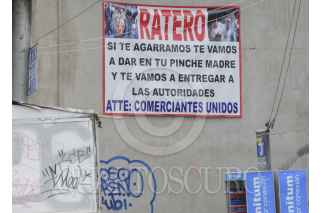 RATERO
SI TE AGARRAMOS TE VAMOS
A DAR EN TU PINCHE MADRE
Y TE VAMOS A ENTREGAR A
LAS AUTORIDADES
ATTE: COMERCIANTES UNIDOS